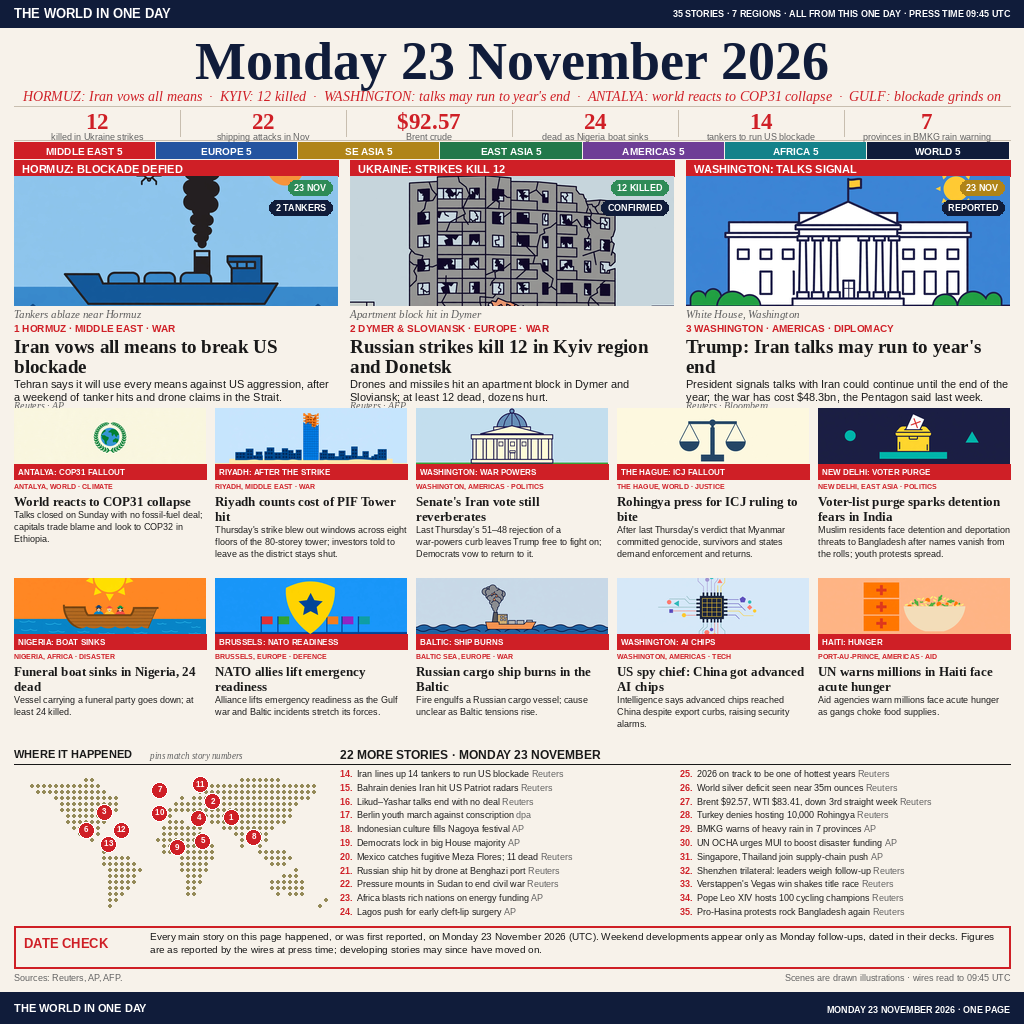 THE WORLD IN ONE DAY
35 STORIES · 7 REGIONS · ALL FROM THIS ONE DAY · PRESS TIME 09:45 UTC
Monday 23 November 2026
HORMUZ: Iran vows all means · KYIV: 12 killed · WASHINGTON: talks may run to year's end · ANTALYA: world reacts to COP31 collapse · GULF: blockade grinds on
12
killed in Ukraine strikes
22
shipping attacks in Nov
$92.57
Brent crude
24
dead as Nigeria boat sinks
14
tankers to run US blockade
7
provinces in BMKG rain warning
MIDDLE EAST 5
EUROPE 5
SE ASIA 5
EAST ASIA 5
AMERICAS 5
AFRICA 5
WORLD 5
HORMUZ: BLOCKADE DEFIED
23 NOV
2 TANKERS
Tankers ablaze near Hormuz
1 HORMUZ · MIDDLE EAST · WAR
Iran vows all means to break US
blockade
Tehran says it will use every means against US aggression, after
a weekend of tanker hits and drone claims in the Strait.
Reuters · AP
UKRAINE: STRIKES KILL 12
12 KILLED
CONFIRMED
Apartment block hit in Dymer
2 DYMER & SLOVIANSK · EUROPE · WAR
Russian strikes kill 12 in Kyiv region
and Donetsk
Drones and missiles hit an apartment block in Dymer and
Sloviansk; at least 12 dead, dozens hurt.
Reuters · AFP
WASHINGTON: TALKS SIGNAL
23 NOV
REPORTED
White House, Washington
3 WASHINGTON · AMERICAS · DIPLOMACY
Trump: Iran talks may run to year's
end
President signals talks with Iran could continue until the end of the
year; the war has cost $48.3bn, the Pentagon said last week.
Reuters · Bloomberg
ANTALYA: COP31 FALLOUT
ANTALYA, WORLD · CLIMATE
World reacts to COP31 collapse
Talks closed on Sunday with no fossil-fuel deal;
capitals trade blame and look to COP32 in
Ethiopia.
RIYADH: AFTER THE STRIKE
RIYADH, MIDDLE EAST · WAR
Riyadh counts cost of PIF Tower
hit
Thursday's strike blew out windows across eight
floors of the 80-storey tower; investors told to
leave as the district stays shut.
WASHINGTON: WAR POWERS
WASHINGTON, AMERICAS · POLITICS
Senate's Iran vote still
reverberates
Last Thursday's 51–48 rejection of a
war-powers curb leaves Trump free to fight on;
Democrats vow to return to it.
THE HAGUE: ICJ FALLOUT
THE HAGUE, WORLD · JUSTICE
Rohingya press for ICJ ruling to
bite
After last Thursday's verdict that Myanmar
committed genocide, survivors and states
demand enforcement and returns.
NEW DELHI: VOTER PURGE
NEW DELHI, EAST ASIA · POLITICS
Voter-list purge sparks detention
fears in India
Muslim residents face detention and deportation
threats to Bangladesh after names vanish from
the rolls; youth protests spread.
NIGERIA: BOAT SINKS
NIGERIA, AFRICA · DISASTER
Funeral boat sinks in Nigeria, 24
dead
Vessel carrying a funeral party goes down; at
least 24 killed.
BRUSSELS: NATO READINESS
BRUSSELS, EUROPE · DEFENCE
NATO allies lift emergency
readiness
Alliance lifts emergency readiness as the Gulf
war and Baltic incidents stretch its forces.
BALTIC: SHIP BURNS
BALTIC SEA, EUROPE · WAR
Russian cargo ship burns in the
Baltic
Fire engulfs a Russian cargo vessel; cause
unclear as Baltic tensions rise.
WASHINGTON: AI CHIPS
WASHINGTON, AMERICAS · TECH
US spy chief: China got advanced
AI chips
Intelligence says advanced chips reached
China despite export curbs, raising security
alarms.
HAITI: HUNGER
PORT-AU-PRINCE, AMERICAS · AID
UN warns millions in Haiti face
acute hunger
Aid agencies warn millions face acute hunger
as gangs choke food supplies.
WHERE IT HAPPENED
pins match story numbers
11
7
2
3
10
4
1
6
12
8
13
5
9
22 MORE STORIES · MONDAY 23 NOVEMBER
14. Iran lines up 14 tankers to run US blockade Reuters
15. Bahrain denies Iran hit US Patriot radars Reuters
16. Likud–Yashar talks end with no deal Reuters
17. Berlin youth march against conscription dpa
18. Indonesian culture fills Nagoya festival AP
19. Democrats lock in big House majority AP
20. Mexico catches fugitive Meza Flores; 11 dead Reuters
21. Russian ship hit by drone at Benghazi port Reuters
22. Pressure mounts in Sudan to end civil war Reuters
23. Africa blasts rich nations on energy funding AP
24. Lagos push for early cleft-lip surgery AP
25. 2026 on track to be one of hottest years Reuters
26. World silver deficit seen near 35m ounces Reuters
27. Brent $92.57, WTI $83.41, down 3rd straight week Reuters
28. Turkey denies hosting 10,000 Rohingya Reuters
29. BMKG warns of heavy rain in 7 provinces AP
30. UN OCHA urges MUI to boost disaster funding AP
31. Singapore, Thailand join supply-chain push AP
32. Shenzhen trilateral: leaders weigh follow-up Reuters
33. Verstappen's Vegas win shakes title race Reuters
34. Pope Leo XIV hosts 100 cycling champions Reuters
35. Pro-Hasina protests rock Bangladesh again Reuters
DATE CHECK
Every main story on this page happened, or was first reported, on Monday 23 November 2026 (UTC). Weekend developments appear only as Monday follow-ups, dated in their decks. Figures
are as reported by the wires at press time; developing stories may since have moved on.
Sources: Reuters, AP, AFP.
Scenes are drawn illustrations · wires read to 09:45 UTC
THE WORLD IN ONE DAY
MONDAY 23 NOVEMBER 2026 · ONE PAGE